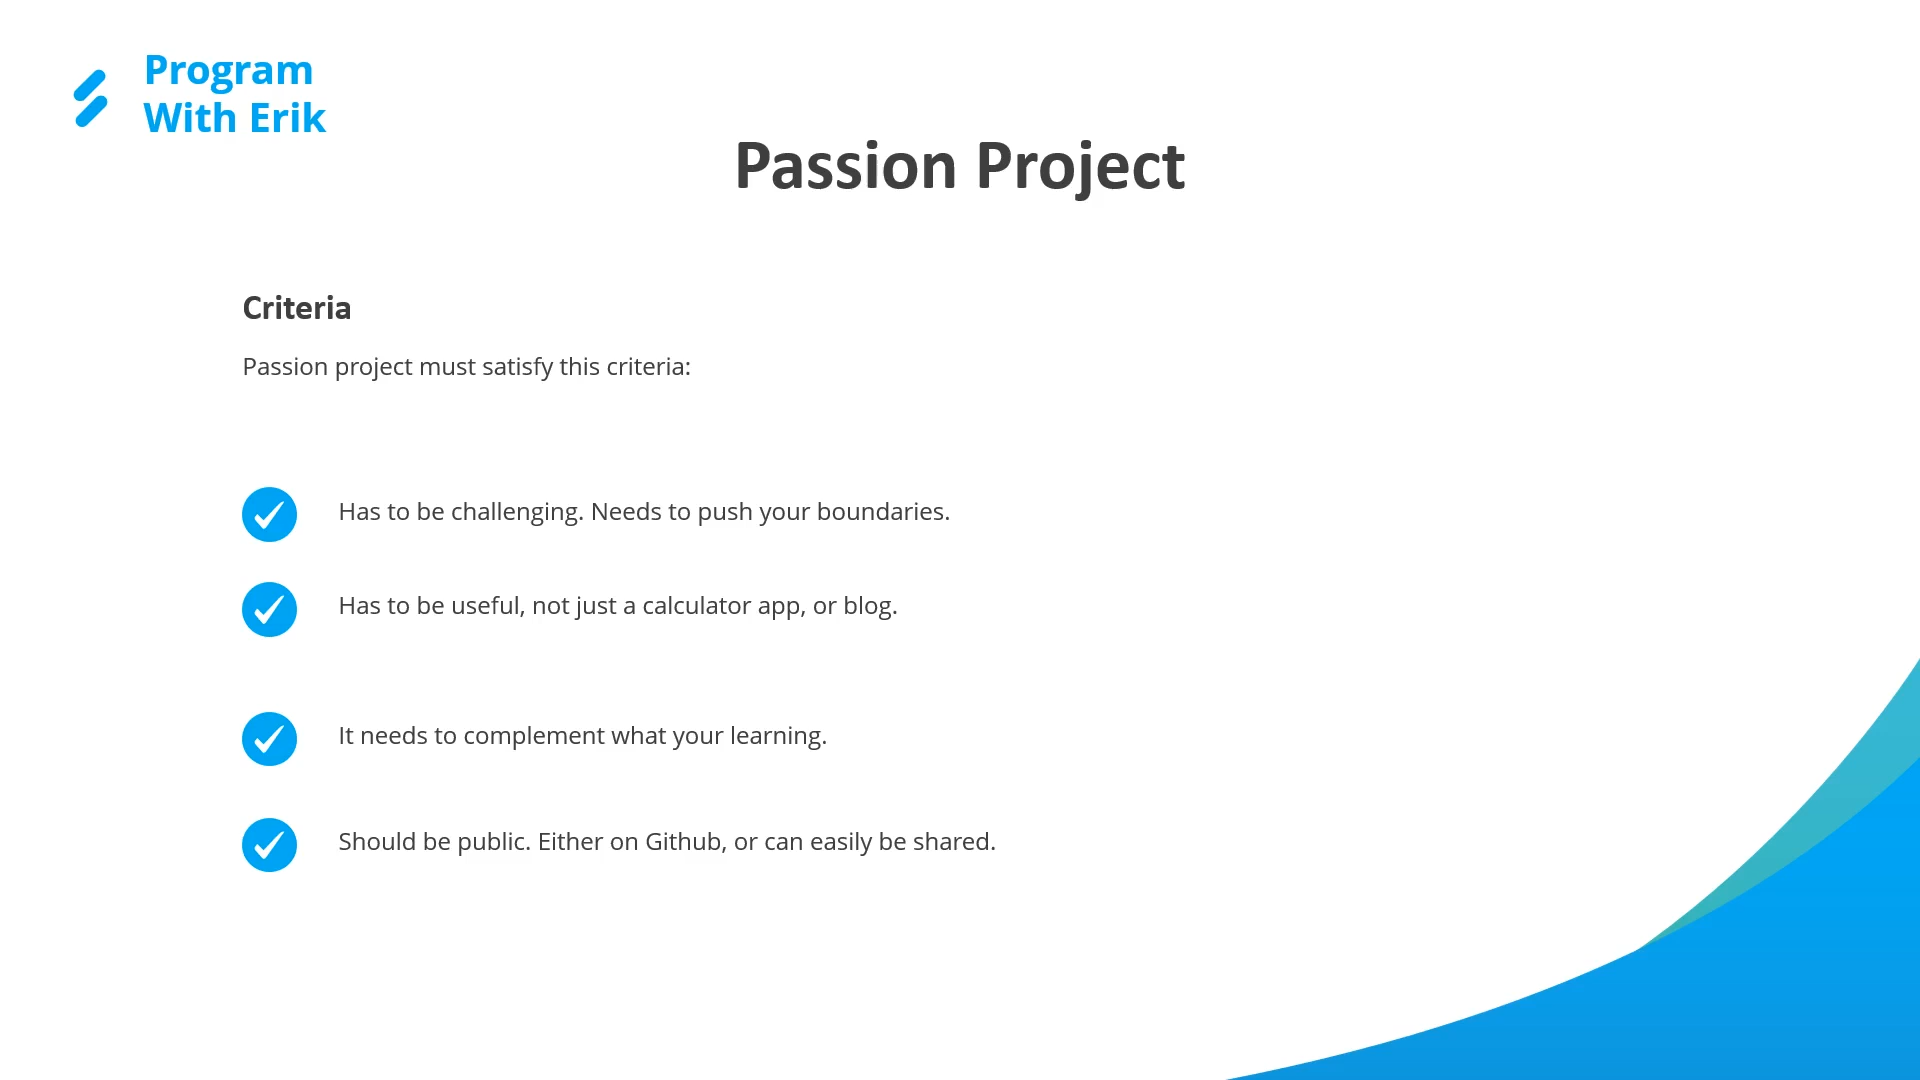 Program
With Erik
Passion Project
Criteria
Passion project must satisfy this criteria:
Has to be challenging. Needs to push your boundaries.
Has to be useful, not just a calculator app, or blog.
It needs to complement what your learning.
Should be public. Either on Github, or can easily be shared.